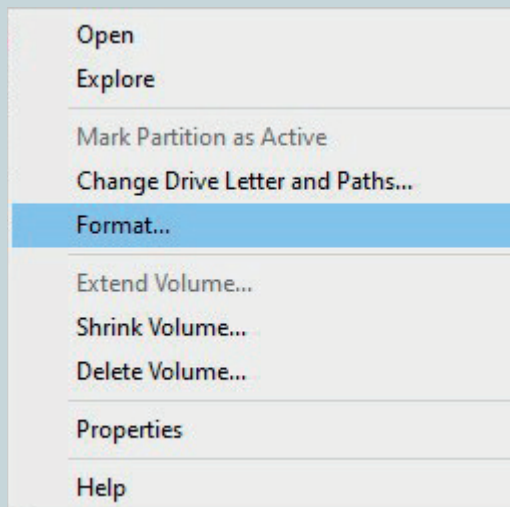 Open
Explore
Mark Partition as Active
Change Drive Letter and Paths...
Format...
Extend Volume...
Shrink Volume...
Delete Volume...
Properties
Help